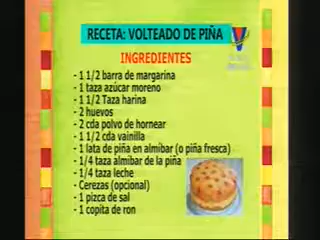 RECETA: VOLTEADO DE PIÑA
INGREDIENTES
- 1 1/2 barra de margarina
- 1 taza azúcar moreno
- 1 1/2 Taza harina
- 2 huevos
- 2 cda polvo de hornear
- 1 1/2 cda vainilla
- 1 lata de piña en almibar (o piña fresca)
- 1/4 taza almibar de la piña
- 1/4 taza leche
- Cerezas (opcional)
- 1 pizca de sal
- 1 copita de ron